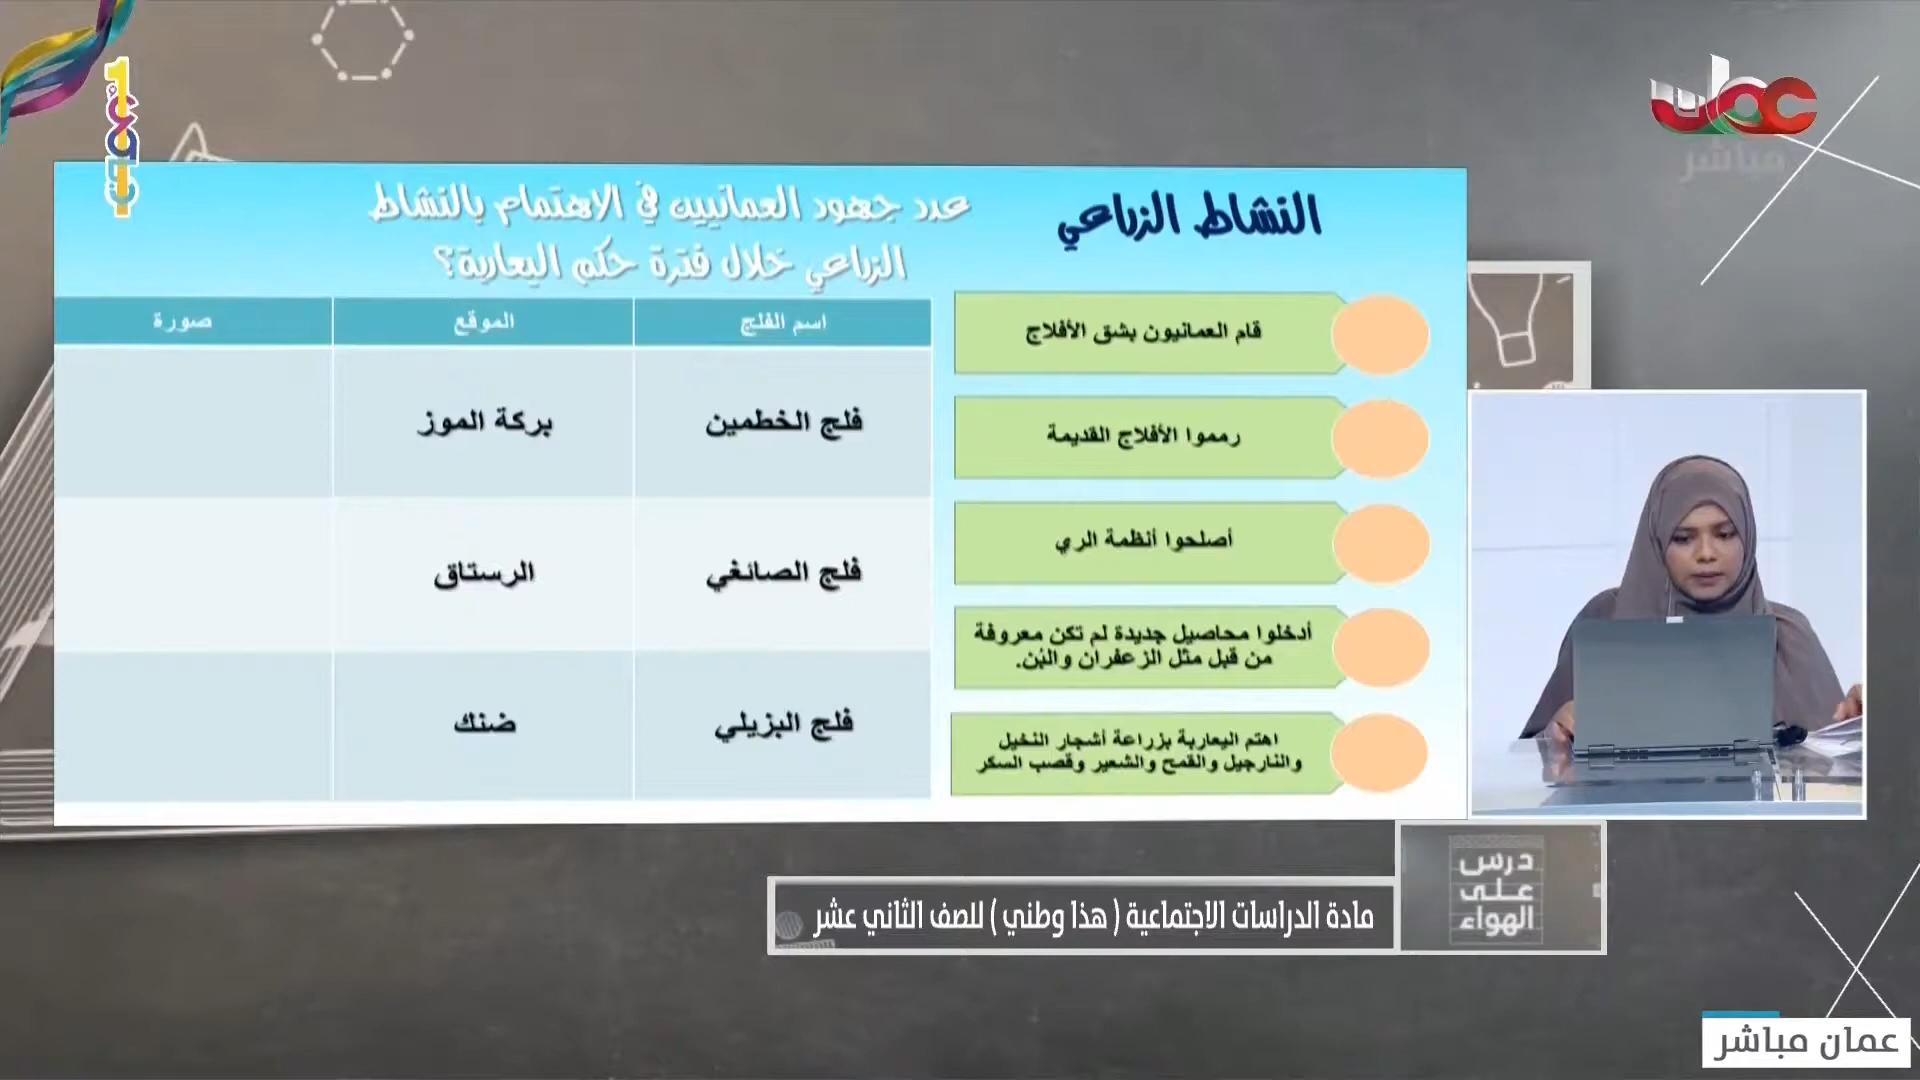 عمان
مباشر
النشاط الزراعي
عدد جهود العمانيين في الاهتمام بالنشاط
الزراعي خلال فترة حكم اليعاربة؟
قام العمانيون بشق الأفلاج
رمموا الأفلاج القديمة
أصلحوا أنظمة الري
أدخلوا محاصيل جديدة لم تكن معروفة
من قبل مثل الزعفران والبُن.
اهتم اليعاربة بزراعة أشجار النخيل
والنارجيل والقمح والشعير وقصب السكر
اسم الفلج الموقع صورة
فلج الخطمين بركة الموز
فلج الصائغي الرستاق
فلج البزيلي ضنك
درس
على
الهواء
مادة الدراسات الاجتماعية ( هذا وطني ) للصف الثاني عشر
عمان مباشر